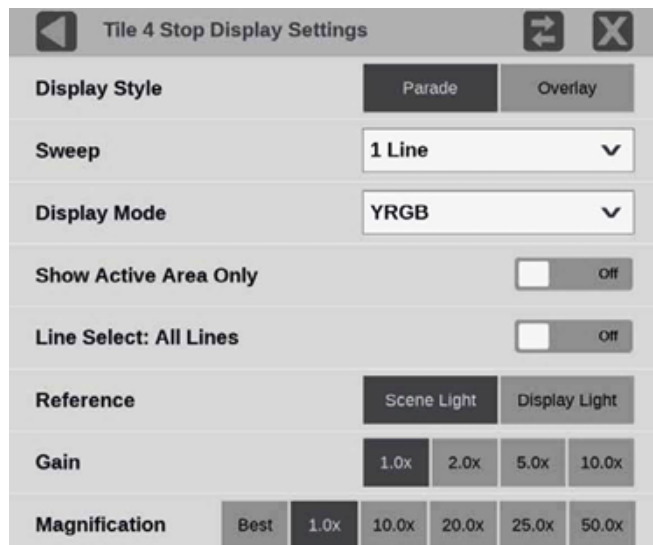 Tile 4 Stop Display Settings
Display Style Parade Overlay
Sweep 1 Line
Display Mode YRGB
Show Active Area Only Off
Line Select: All Lines Off
Reference Scene Light Display Light
Gain 1.0x 2.0x 5.0x 10.0x
Magnification Best 1.0x 10.0x 20.0x 25.0x 50.0x